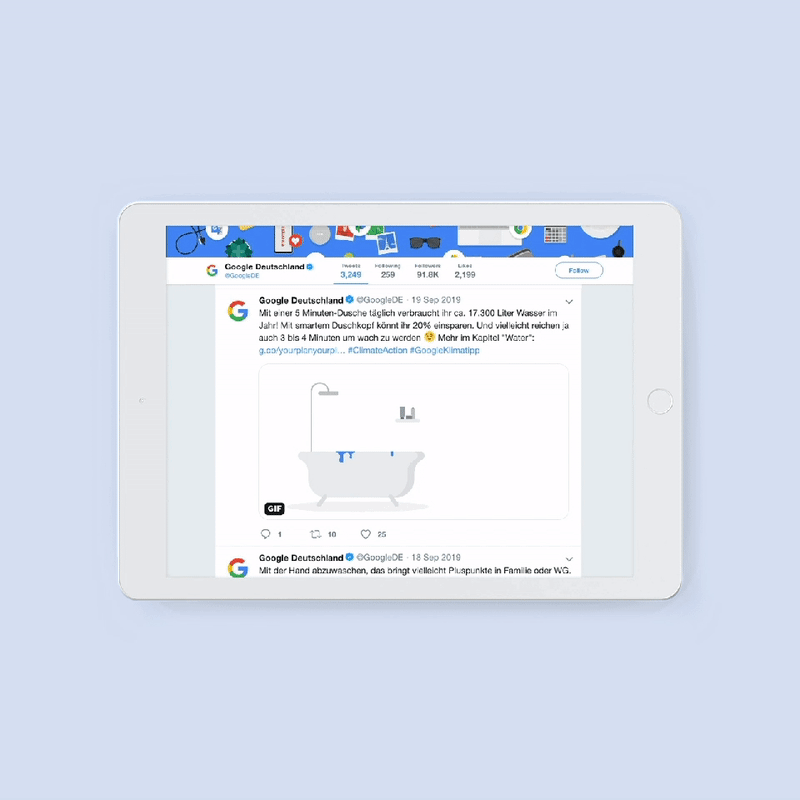 Google Deutschland
@GoogleDE
Tweets Following Followers Likes
3,249 259 91.8K 2,199
Follow
Google Deutschland @GoogleDE · 19 Sep 2019
Mit einer 5 Minuten-Dusche täglich verbraucht ihr ca. 17.300 Liter Wasser im
Jahr! Mit smartem Duschkopf könnt ihr 20% einsparen. Und vielleicht reichen ja
auch 3 bis 4 Minuten um wach zu werden 😉 Mehr im Kapitel "Water":
g.co/yourplanyourpl... #ClimateAction #GoogleKlimatipp
GIF
1 10 25
Google Deutschland @GoogleDE · 18 Sep 2019
Mit der Hand abzuwaschen, das bringt vielleicht Pluspunkte in Familie oder WG.